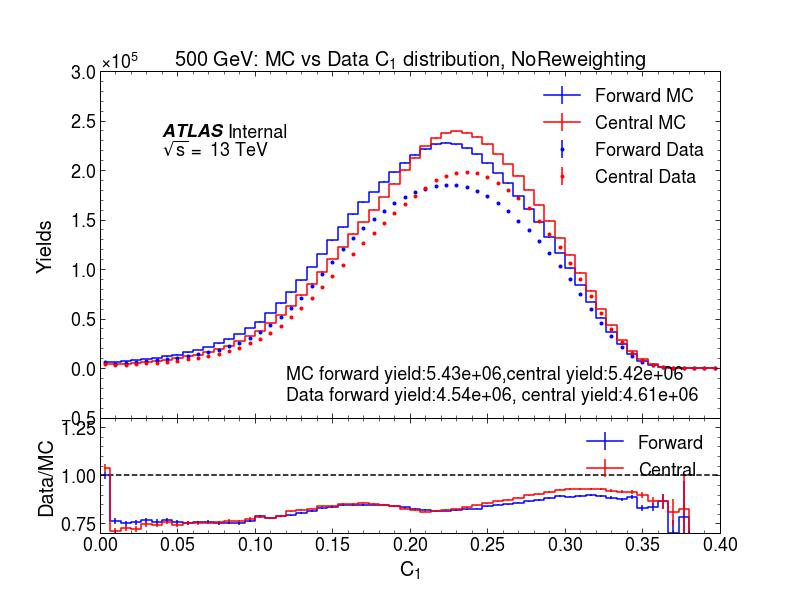 ×10⁵
500 GeV: MC vs Data C₁ distribution, NoReweighting
3.0
2.5
2.0
1.5
1.0
0.5
0.0
0.5
Yields
ATLAS Internal
√s = 13 TeV
Forward MC
Central MC
Forward Data
Central Data
MC forward yield:5.43e+06,central yield:5.42e+06
Data forward yield:4.54e+06, central yield:4.61e+06
1.25
1.00
0.75
Data/MC
Forward
Central
0.00 0.05 0.10 0.15 0.20 0.25 0.30 0.35 0.40
C₁